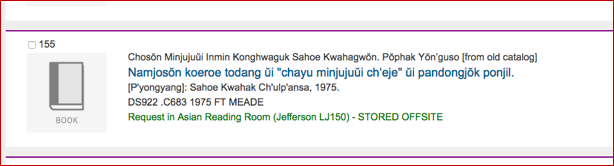 155
Chosŏn Minjujuŭi Inmin Konghwaguk Sahoe Kwahagwŏn. Pŏphak Yŏn'guso [from old catalog]
Namjosŏn koeroe todang ŭi "chayu minjujuŭi ch'eje" ŭi pandongjŏk ponjil.
[P'yongyang]: Sahoe Kwahak Ch'ulp'ansa, 1975.
DS922 .C683 1975 FT MEADE
BOOK
Request in Asian Reading Room (Jefferson LJ150) - STORED OFFSITE